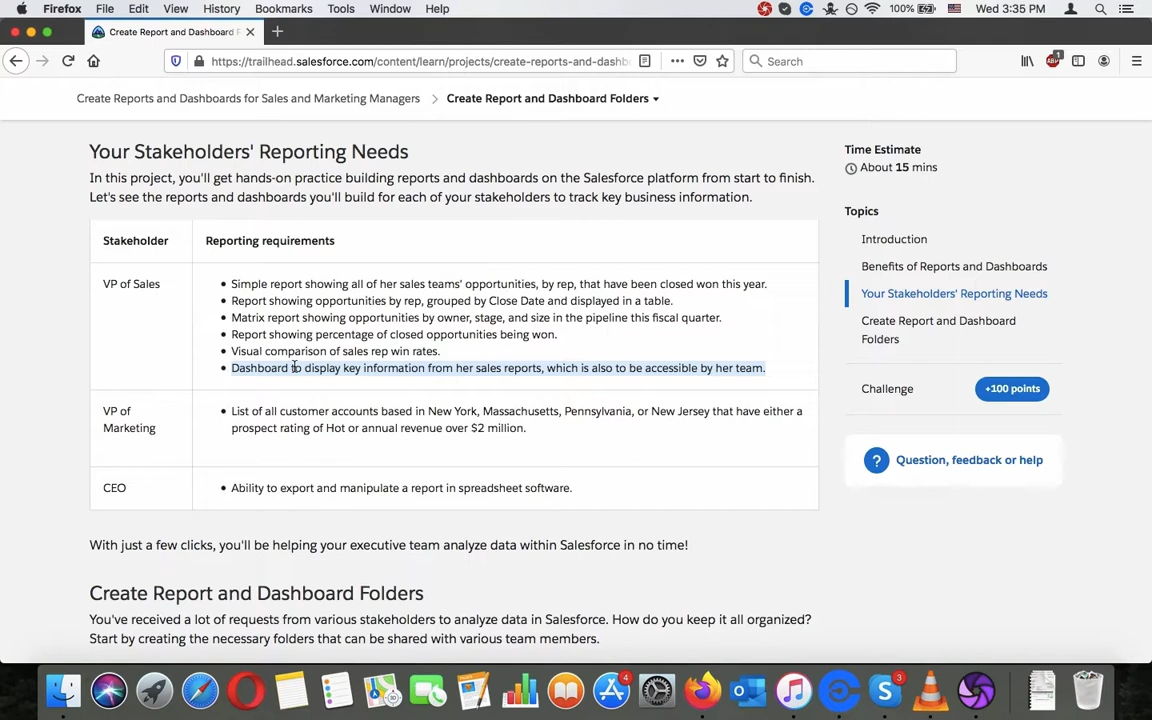 Firefox File Edit View History Bookmarks Tools Window Help 100% Wed 3:35 PM
Create Report and Dashboard F
https://trailhead.salesforce.com/content/learn/projects/create-reports-and-dashb
Search
1
Create Reports and Dashboards for Sales and Marketing Managers
Create Report and Dashboard Folders
Your Stakeholders' Reporting Needs
In this project, you'll get hands-on practice building reports and dashboards on the Salesforce platform from start to finish.
Let's see the reports and dashboards you'll build for each of your stakeholders to track key business information.
Stakeholder Reporting requirements
VP of Sales
• Simple report showing all of her sales teams' opportunities, by rep, that have been closed won this year.
• Report showing opportunities by rep, grouped by Close Date and displayed in a table.
• Matrix report showing opportunities by owner, stage, and size in the pipeline this fiscal quarter.
• Report showing percentage of closed opportunities being won.
• Visual comparison of sales rep win rates.
• Dashboard to display key information from her sales reports, which is also to be accessible by her team.
VP of
Marketing
• List of all customer accounts based in New York, Massachusetts, Pennsylvania, or New Jersey that have either a
prospect rating of Hot or annual revenue over $2 million.
CEO
• Ability to export and manipulate a report in spreadsheet software.
With just a few clicks, you'll be helping your executive team analyze data within Salesforce in no time!
Create Report and Dashboard Folders
You've received a lot of requests from various stakeholders to analyze data in Salesforce. How do you keep it all organized?
Start by creating the necessary folders that can be shared with various team members.
Time Estimate
About 15 mins
Topics
Introduction
Benefits of Reports and Dashboards
Your Stakeholders' Reporting Needs
Create Report and Dashboard
Folders
Challenge +100 points
? Question, feedback or help
4
3